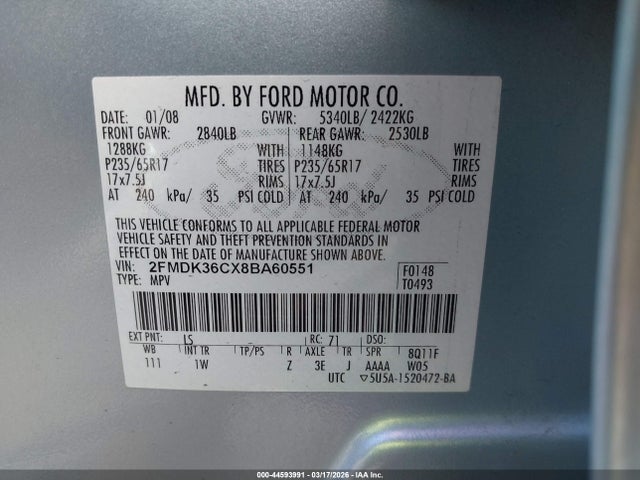 MFD. BY FORD MOTOR CO.
DATE: 01/08 GVWR: 5340LB/ 2422KG
FRONT GAWR: 2840LB REAR GAWR: 2530LB
1288KG WITH 1148KG WITH
P235/65R17 TIRES P235/65R17 TIRES
17x7.5J RIMS 17x7.5J RIMS
AT 240 kPa/ 35 PSI COLD AT 240 kPa/ 35 PSI COLD
THIS VEHICLE CONFORMS TO ALL APPLICABLE FEDERAL MOTOR
VEHICLE SAFETY AND THEFT PREVENTION STANDARDS IN
EFFECT ON THE DATE OF MANUFACTURE SHOWN ABOVE.
VIN: 2FMDK36CX8BA60551 F0148
TYPE: MPV T0493
EXT PNT: LS RC: 71 DSO:
WB INT TR TP/PS R AXLE TR SPR 8Q11F
111 1W Z 3E J AAAA W05
UTC ▽5U5A-1520472-BA
000-44593991 | 03/17/2026 | IAA Inc.